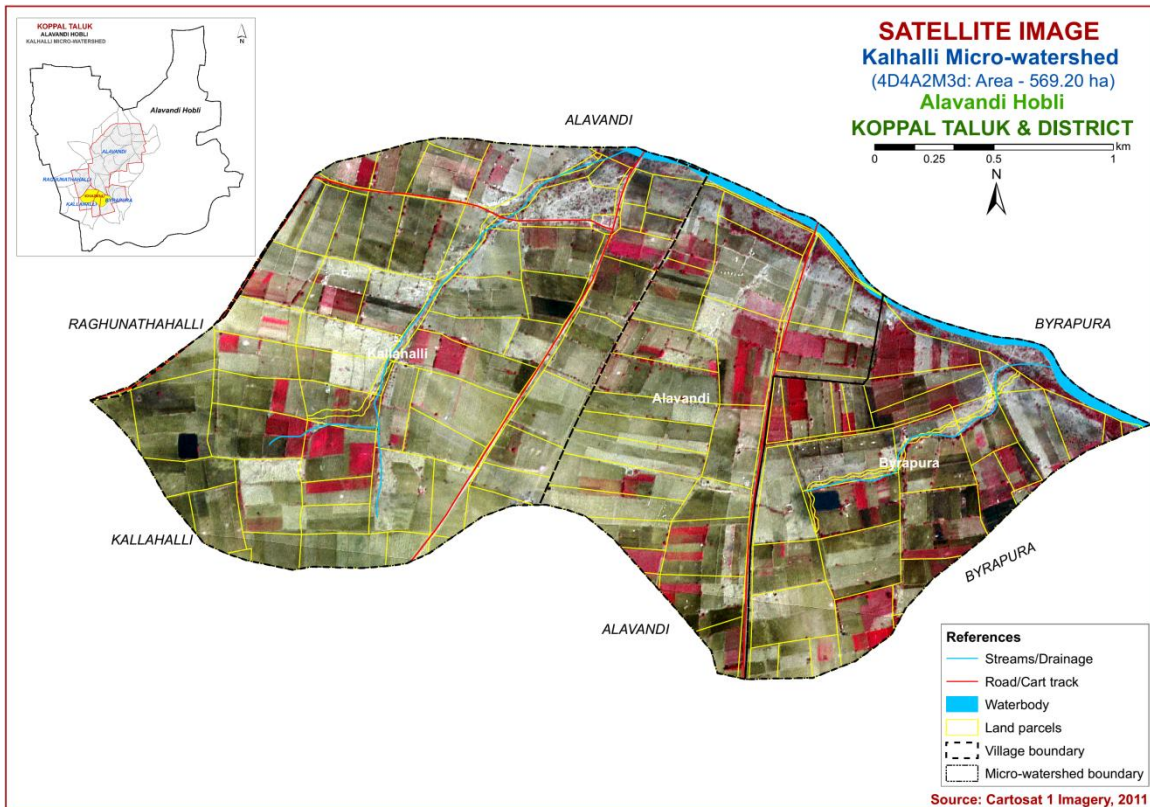 KOPPAL TALUK
ALAVANDI HOBLI
KALHALLI MICRO-WATERSHED
N
Alavandi Hobli
ALAVANDI
RAGHUNATHAHALLI
KALLAHALLI
BYRAPURA
SATELLITE IMAGE
Kalhalli Micro-watershed
(4D4A2M3d: Area - 569.20 ha)
Alavandi Hobli
KOPPAL TALUK & DISTRICT
km
0 0.25 0.5 1
N
ALAVANDI
RAGHUNATHAHALLI
BYRAPURA
Kallahalli
Alavandi
Byrapura
KALLAHALLI
BYRAPURA
ALAVANDI
References
Streams/Drainage
Road/Cart track
Waterbody
Land parcels
Village boundary
Micro-watershed boundary
Source: Cartosat 1 Imagery, 2011